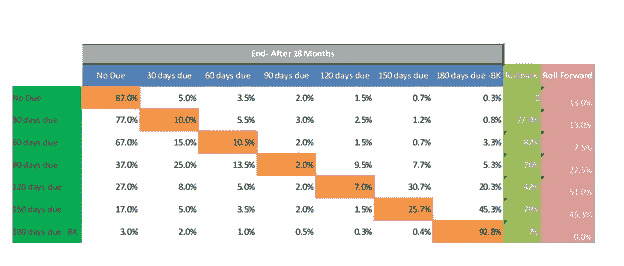 End- After 18 Months
No Due 30 days due 60 days due 90 days due 120 days due 150 days due 180 days due -BK Roll Forward
No Due 87.0% 5.0% 3.5% 2.0% 1.5% 0.7% 0.3% 0 13.0%
30 days due 77.0% 10.0% 5.5% 3.0% 2.5% 1.2% 0.8% 77.0% 13.0%
60 days due 67.0% 15.0% 10.5% 2.0% 1.5% 0.7% 3.3% 82% 7.5%
90 days due 37.0% 25.0% 13.5% 2.0% 9.5% 7.7% 5.3% 76% 22.5%
120 days due 27.0% 8.0% 5.0% 2.0% 7.0% 30.7% 20.3% 42% 51.0%
150 days due 17.0% 5.0% 3.5% 2.0% 1.5% 25.7% 45.3% 29% 45.3%
180 days due -BK 3.0% 2.0% 1.0% 0.5% 0.3% 0.4% 92.8% 7% 0.0%